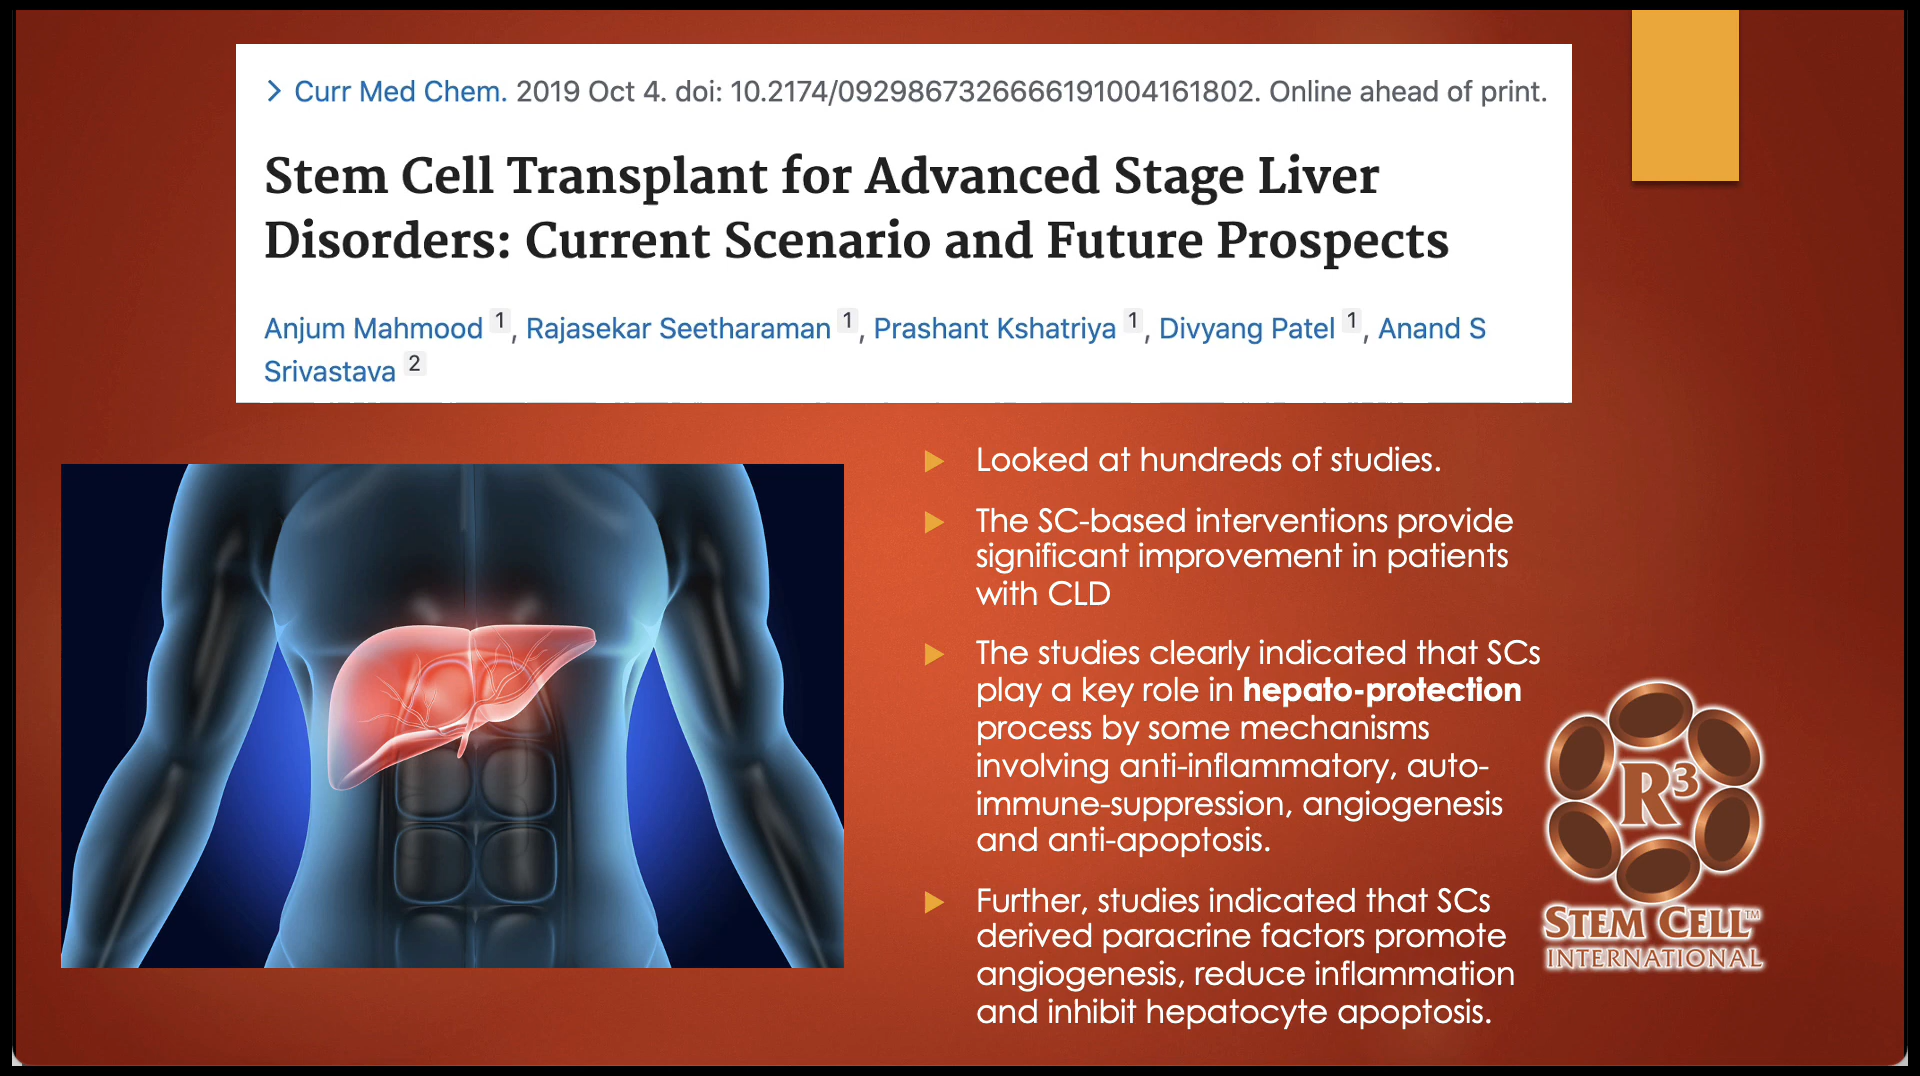 > Curr Med Chem. 2019 Oct 4. doi: 10.2174/0929867326666191004161802. Online ahead of print.
Stem Cell Transplant for Advanced Stage Liver
Disorders: Current Scenario and Future Prospects
Anjum Mahmood 1, Rajasekar Seetharaman 1, Prashant Kshatriya 1, Divyang Patel 1, Anand S
Srivastava 2
Looked at hundreds of studies.
The SC-based interventions provide
significant improvement in patients
with CLD
The studies clearly indicated that SCs
play a key role in hepato-protection
process by some mechanisms
involving anti-inflammatory, auto-
immune-suppression, angiogenesis
and anti-apoptosis.
Further, studies indicated that SCs
derived paracrine factors promote
angiogenesis, reduce inflammation
and inhibit hepatocyte apoptosis.
R3
STEM CELL™
INTERNATIONAL